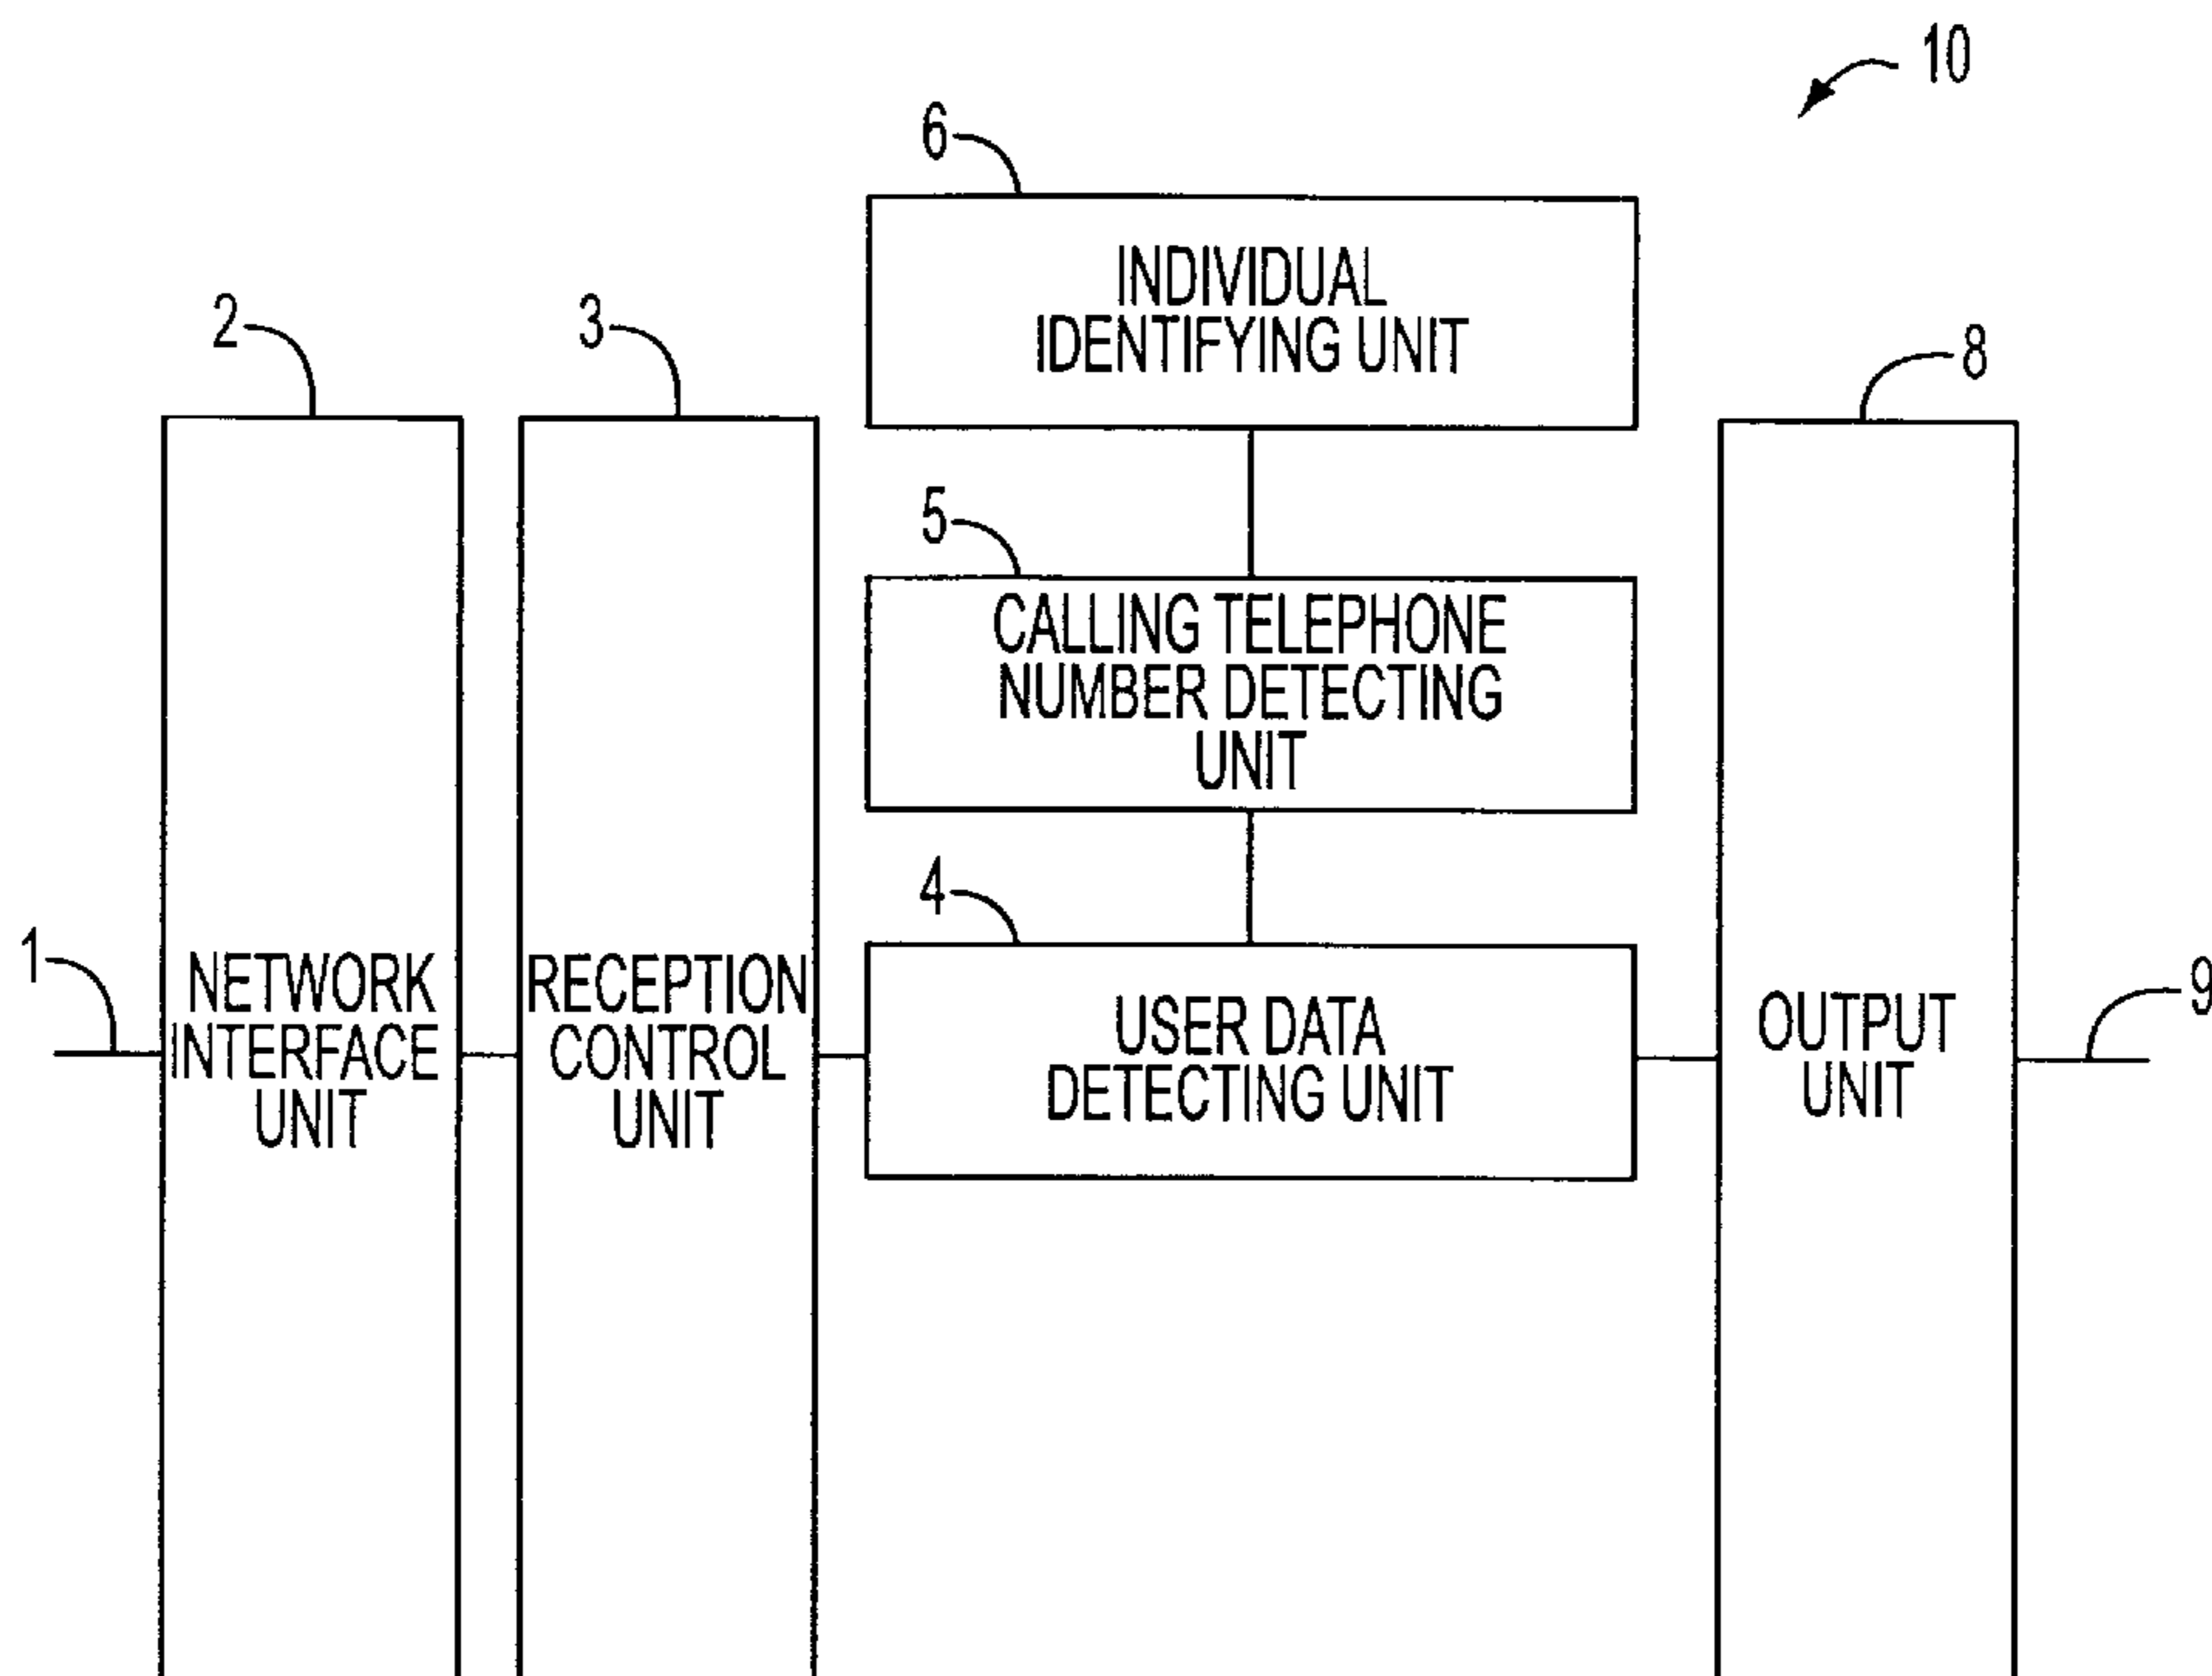 10
6
INDIVIDUAL
IDENTIFYING UNIT
2
3
8
5
CALLING TELEPHONE
NUMBER DETECTING
UNIT
4
1
NETWORK
INTERFACE
UNIT
RECEPTION
CONTROL
UNIT
USER DATA
DETECTING UNIT
OUTPUT
UNIT
9